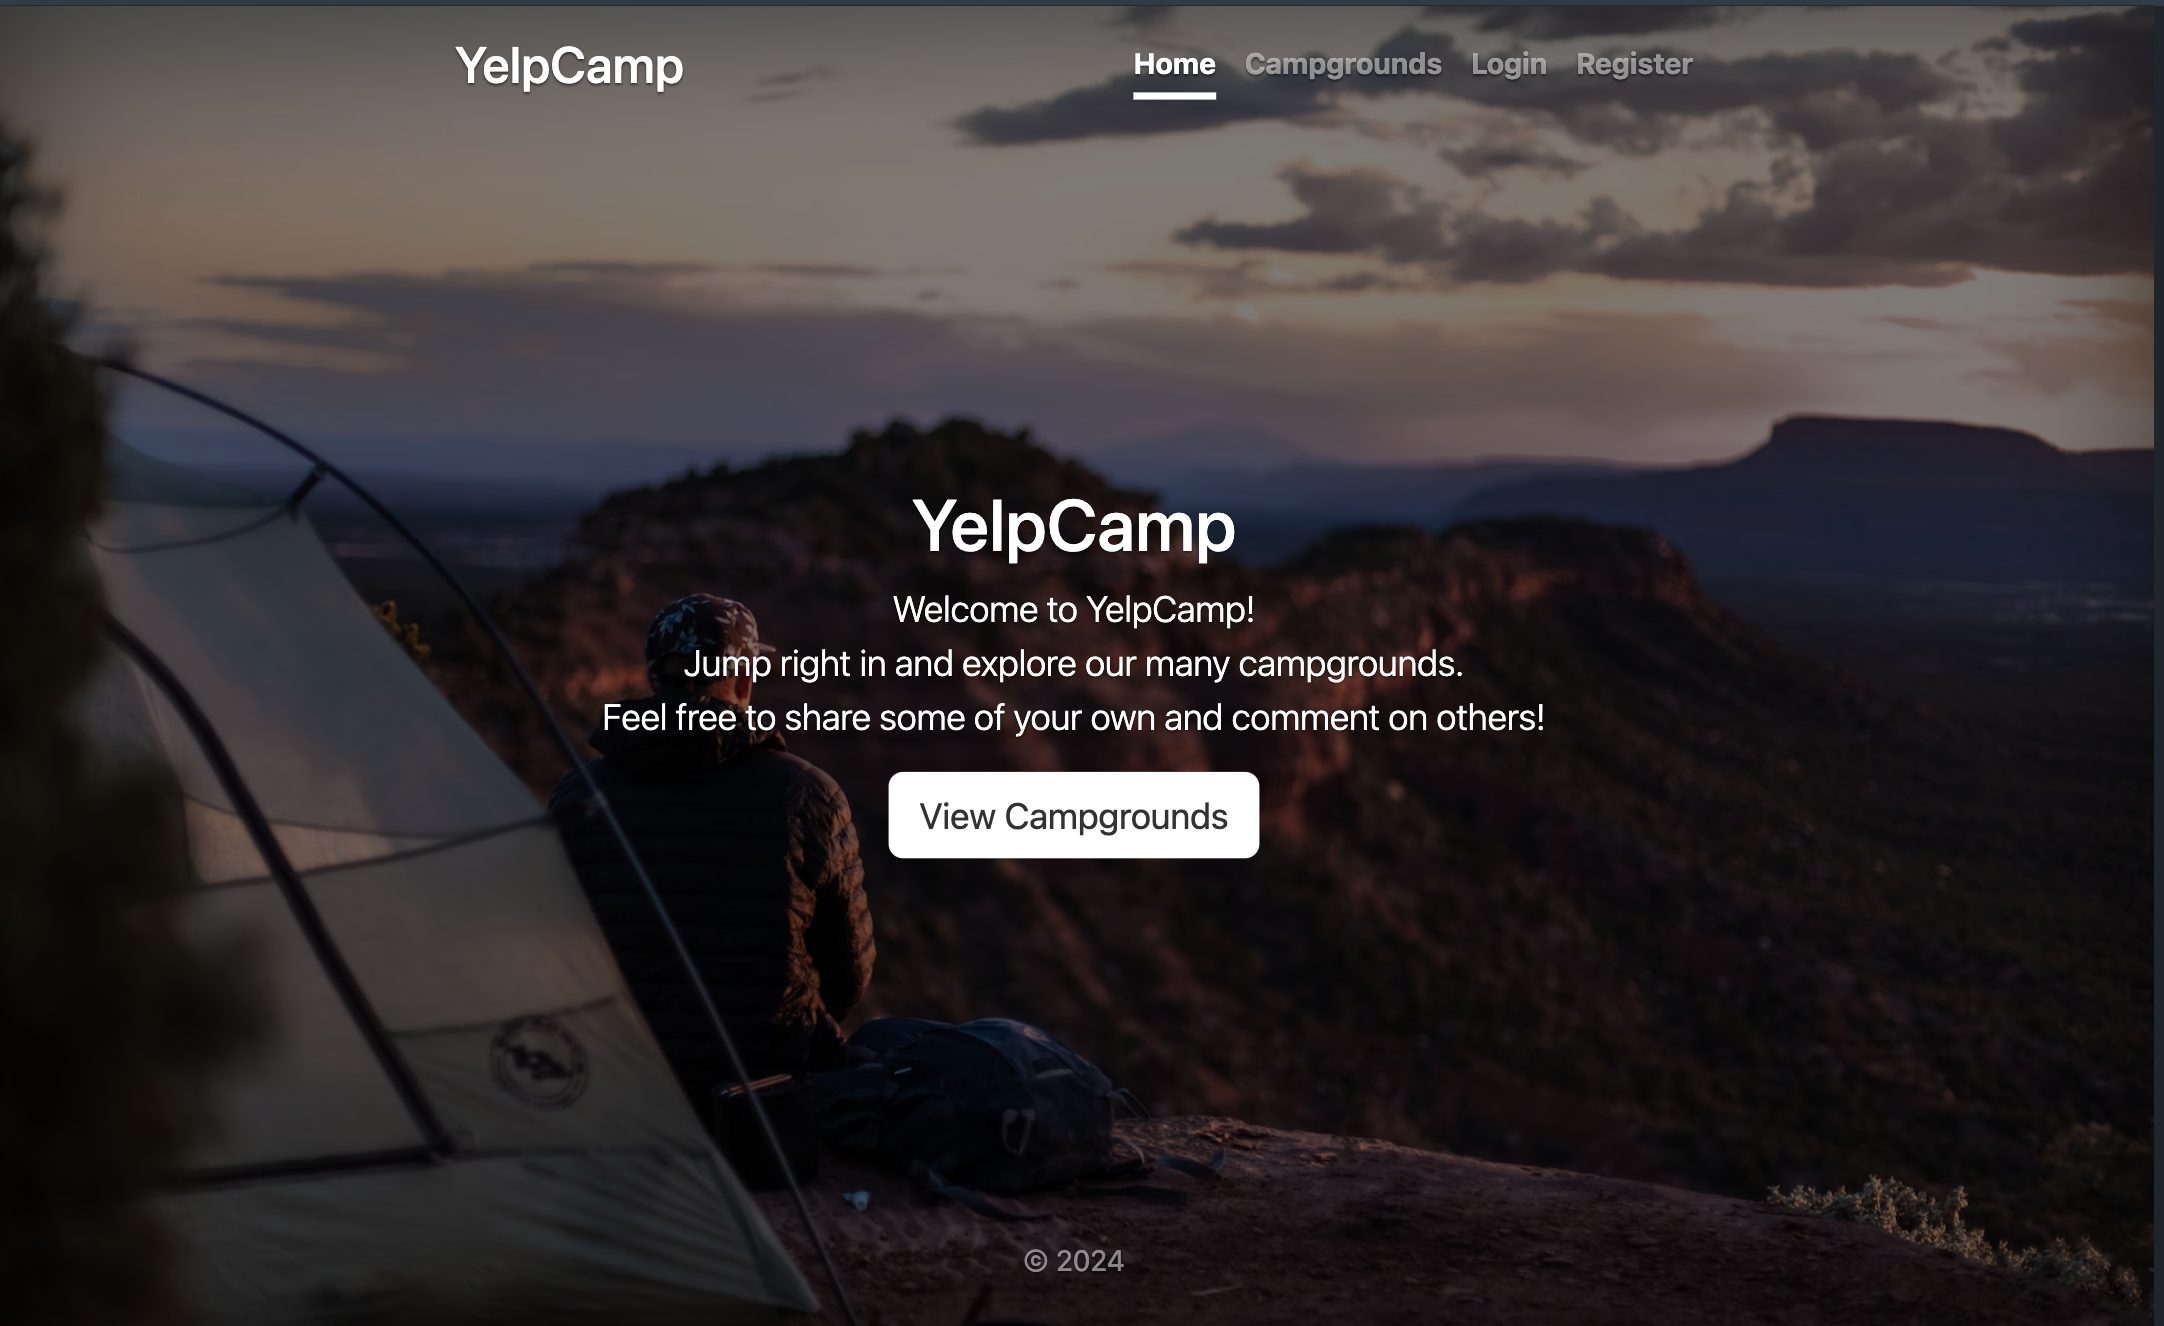 YelpCamp
Home Campgrounds Login Register
YelpCamp
Welcome to YelpCamp!
Jump right in and explore our many campgrounds.
Feel free to share some of your own and comment on others!
View Campgrounds
© 2024